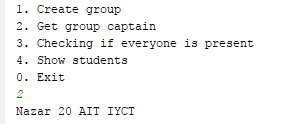 1. Create group
2. Get group captain
3. Checking if everyone is present
4. Show students
0. Exit
2
Nazar 20 AIT IYCT